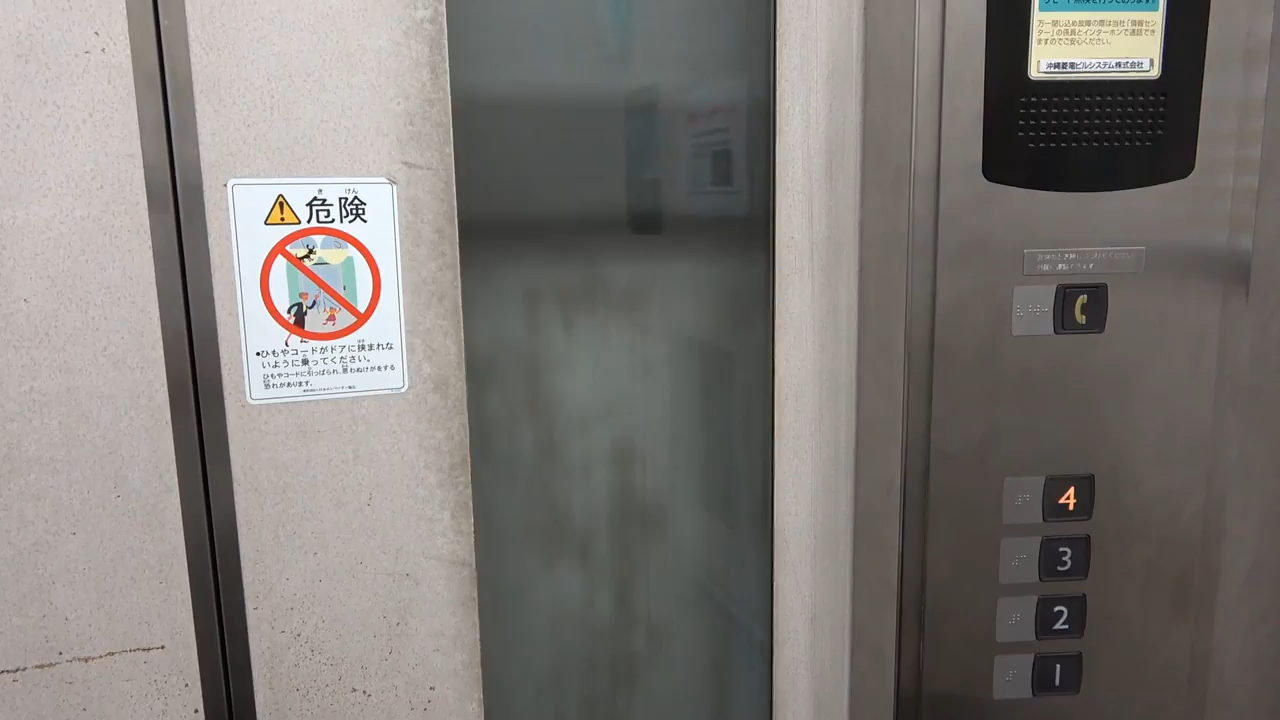 危険
き けん
•ひもやコードがドアに挟まれな
いように乗ってください。
ひもやコードに引っぱられ、思わぬけがをする
恐れがあります。
万一閉じ込め故障の際は当社「情報セン
ター」の係員とインターホンで通話でき
ますのでご安心ください。
沖縄菱電ビルシステム株式会社
4
3
2
1